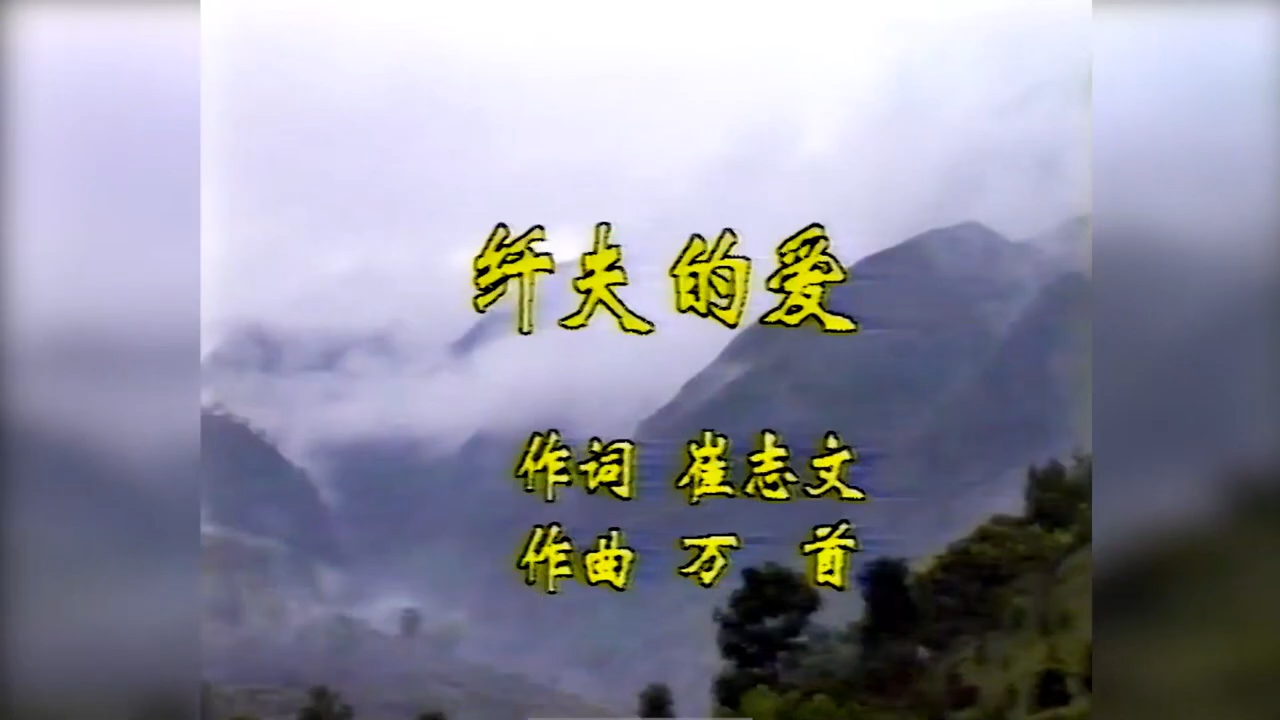 纤夫的爱
作词 崔志文
作曲 万首